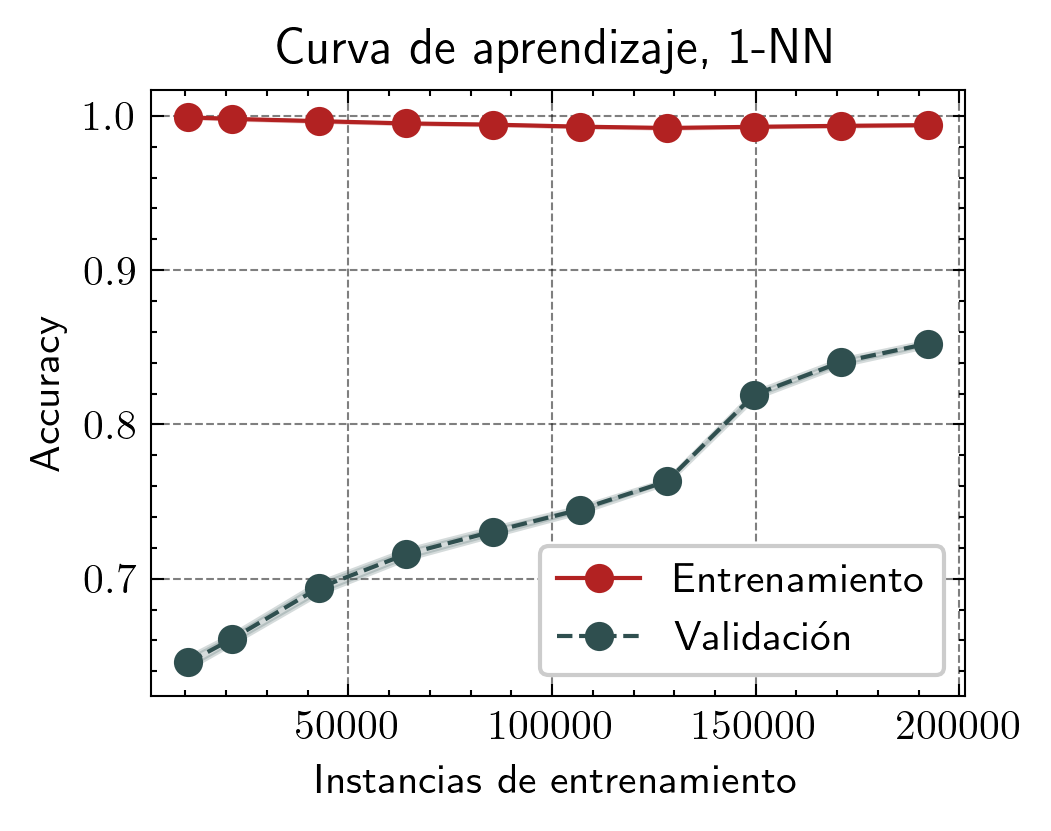 Curva de aprendizaje, 1-NN
1.0
0.9
0.8
0.7
Accuracy
Entrenamiento
Validación
50000 100000 150000 200000
Instancias de entrenamiento